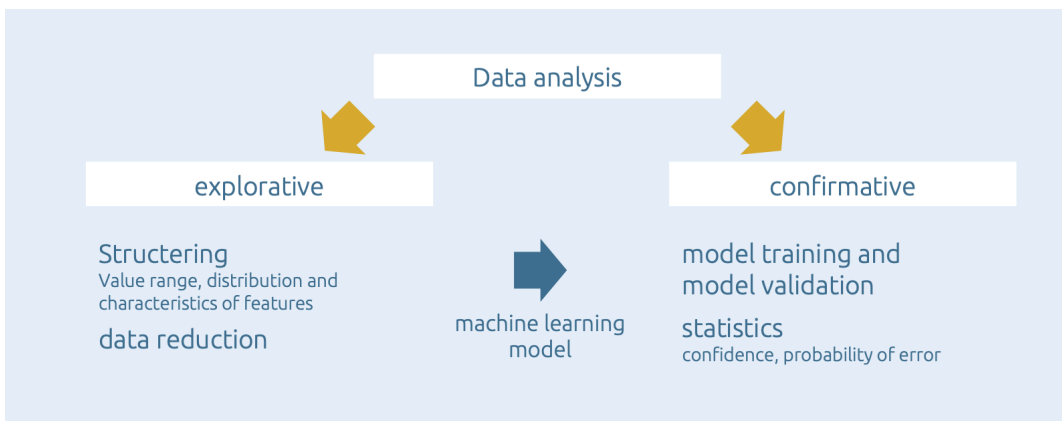 Data analysis
explorative
confirmative
Structering
Value range, distribution and
characteristics of features
data reduction
machine learning
model
model training and
model validation
statistics
confidence, probability of error